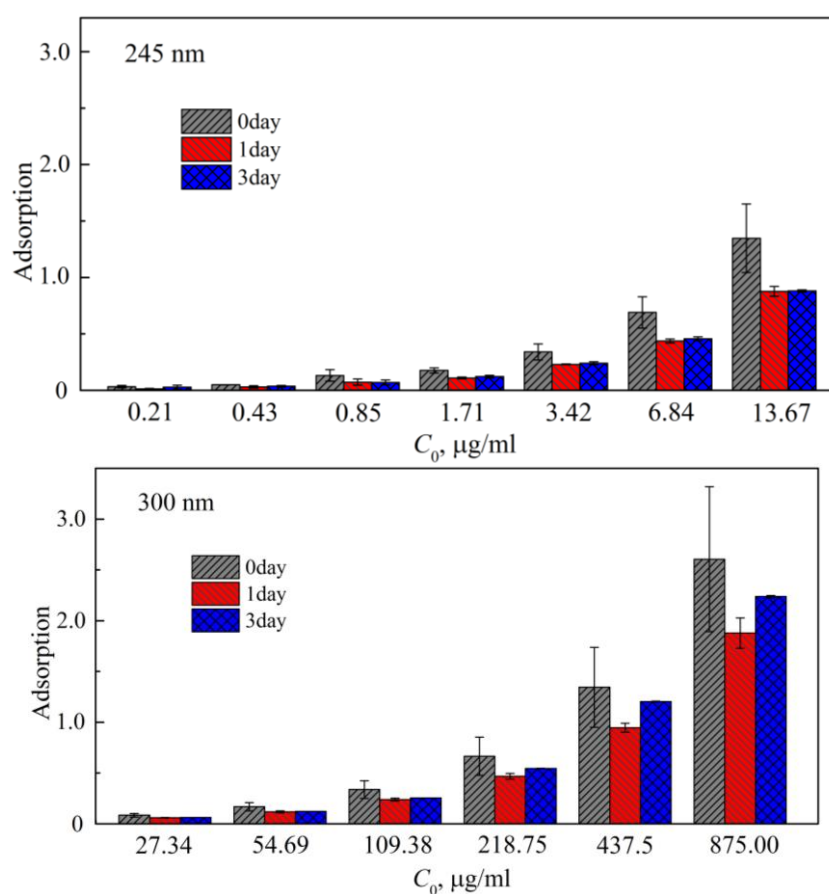 245 nm
3.0
2.0
1.0
0
Adsorption
0day
1day
3day
0.21 0.43 0.85 1.71 3.42 6.84 13.67
C₀, μg/ml
300 nm
3.0
2.0
1.0
0
Adsorption
0day
1day
3day
27.34 54.69 109.38 218.75 437.5 875.00
C₀, μg/ml